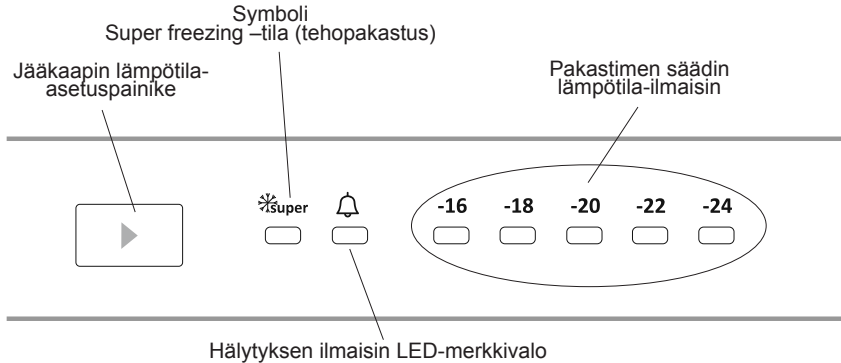 Symboli
Super freezing –tila (tehopakastus)
Jääkaapin lämpötila-
asetuspainike
Pakastimen säädin
lämpötila-ilmaisin
super
-16 -18 -20 -22 -24
Hälytyksen ilmaisin LED-merkkivalo